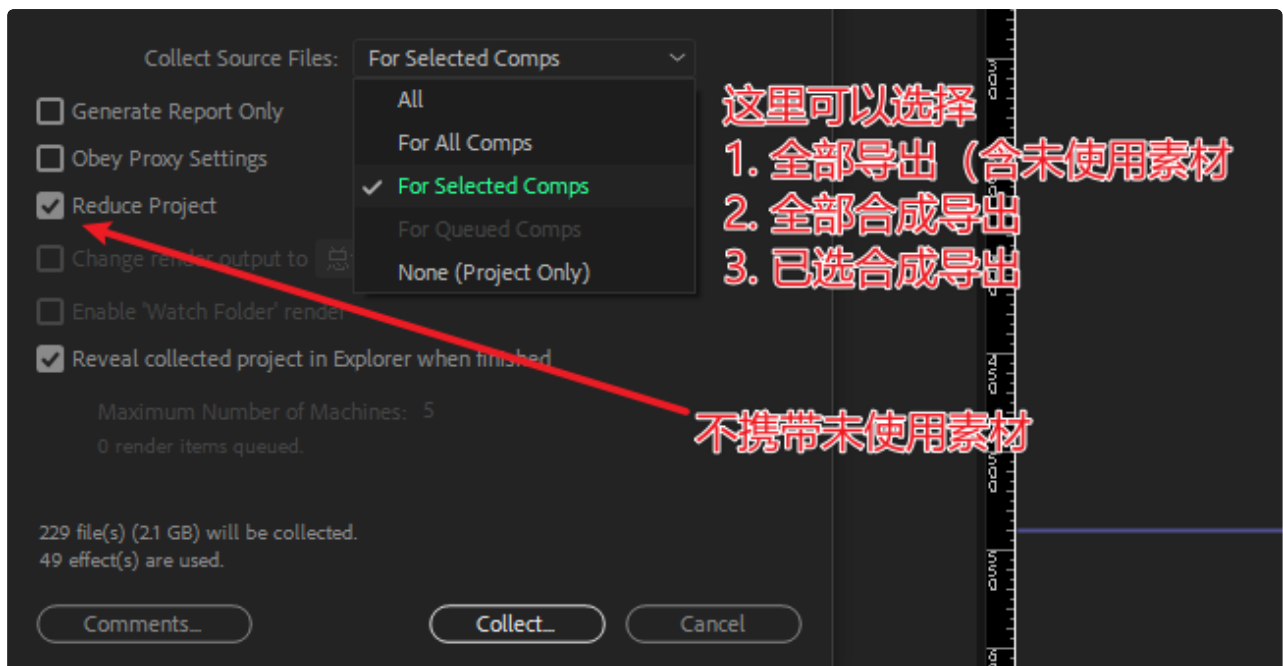 Collect Source Files: For Selected Comps
All
For All Comps
For Selected Comps
For Queued Comps
None (Project Only)
Generate Report Only
Obey Proxy Settings
Reduce Project
Change render output to
Enable 'Watch Folder' render
Reveal collected project in Explorer when finished
Maximum Number of Machines: 5
0 render items queued.
这里可以选择
1. 全部导出（含未使用素材
2. 全部合成导出
3. 已选合成导出
不携带未使用素材
229 file(s) (2.1 GB) will be collected.
49 effect(s) are used.
Comments...
Collect...
Cancel